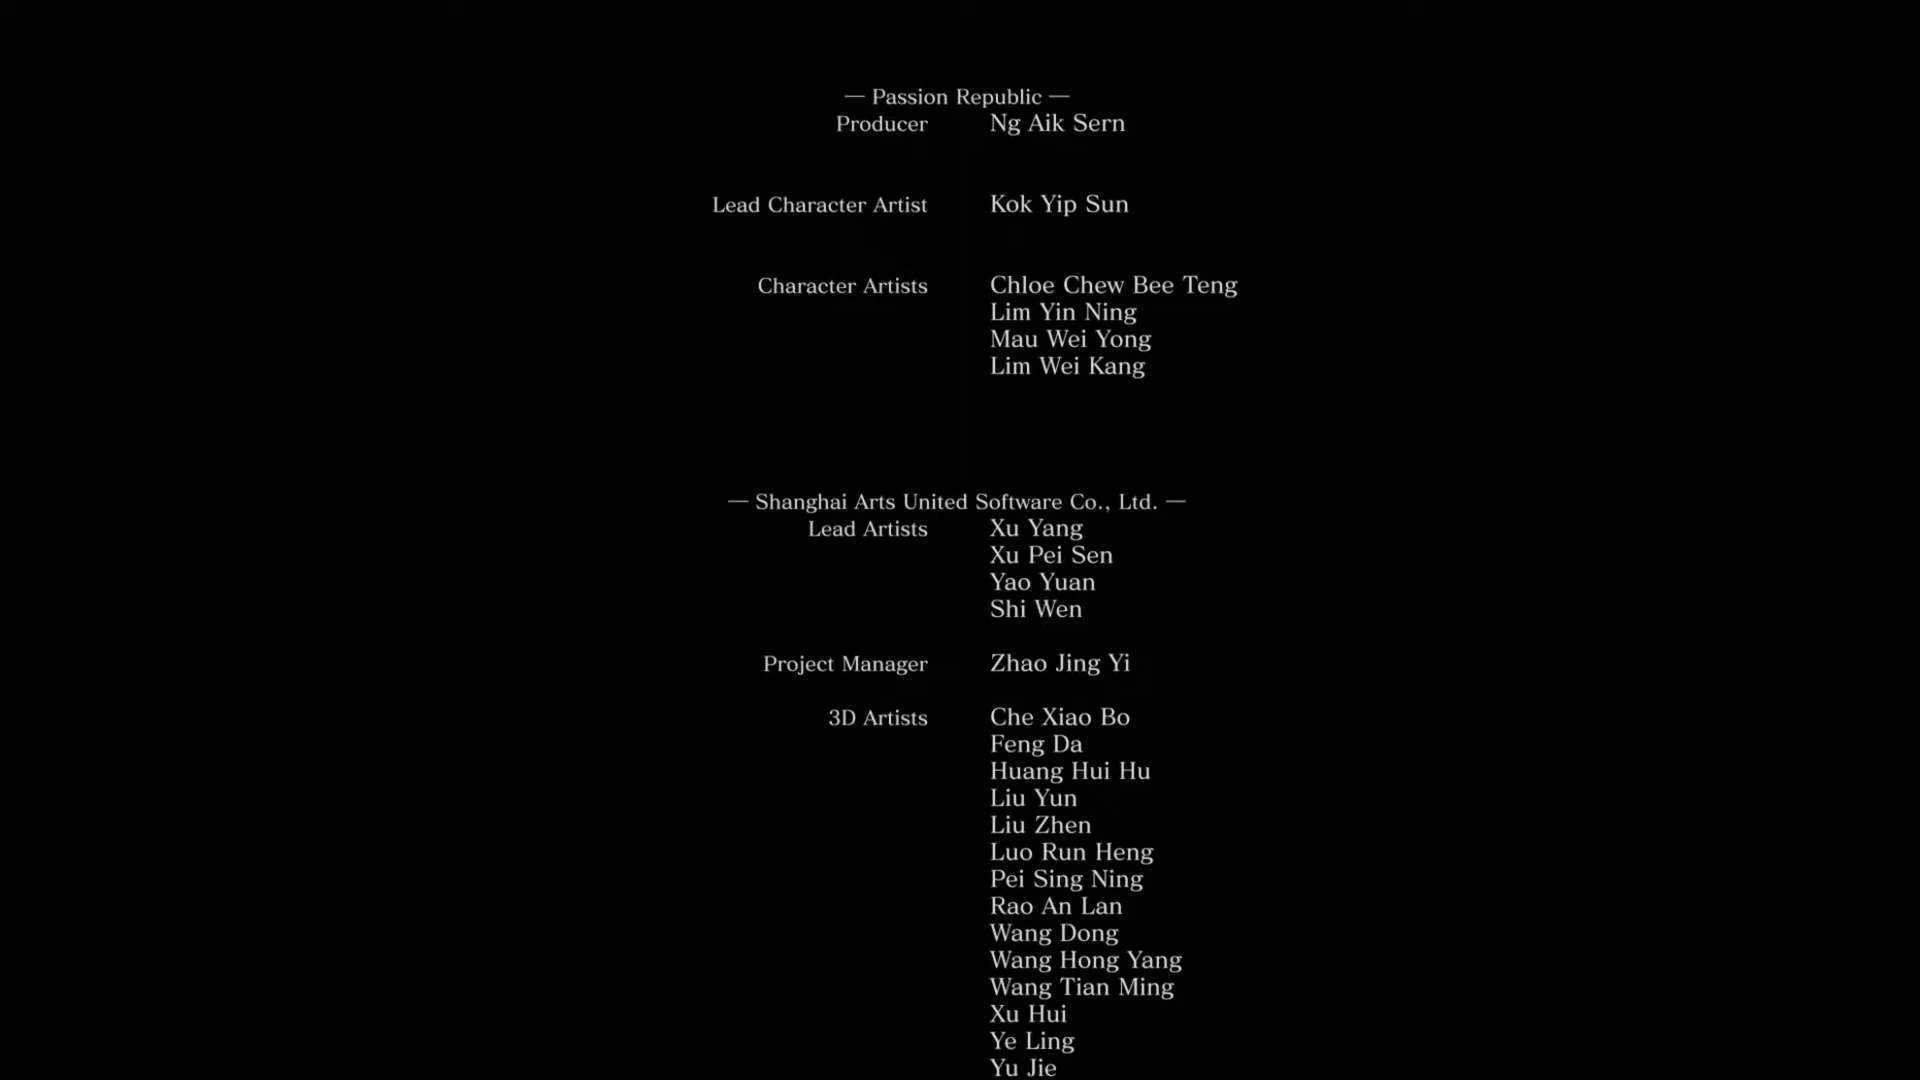 — Passion Republic —
Producer Ng Aik Sern
Lead Character Artist Kok Yip Sun
Character Artists Chloe Chew Bee Teng
Lim Yin Ning
Mau Wei Yong
Lim Wei Kang
— Shanghai Arts United Software Co., Ltd. —
Lead Artists Xu Yang
Xu Pei Sen
Yao Yuan
Shi Wen
Project Manager Zhao Jing Yi
3D Artists Che Xiao Bo
Feng Da
Huang Hui Hu
Liu Yun
Liu Zhen
Luo Run Heng
Pei Sing Ning
Rao An Lan
Wang Dong
Wang Hong Yang
Wang Tian Ming
Xu Hui
Ye Ling
Yu Jie